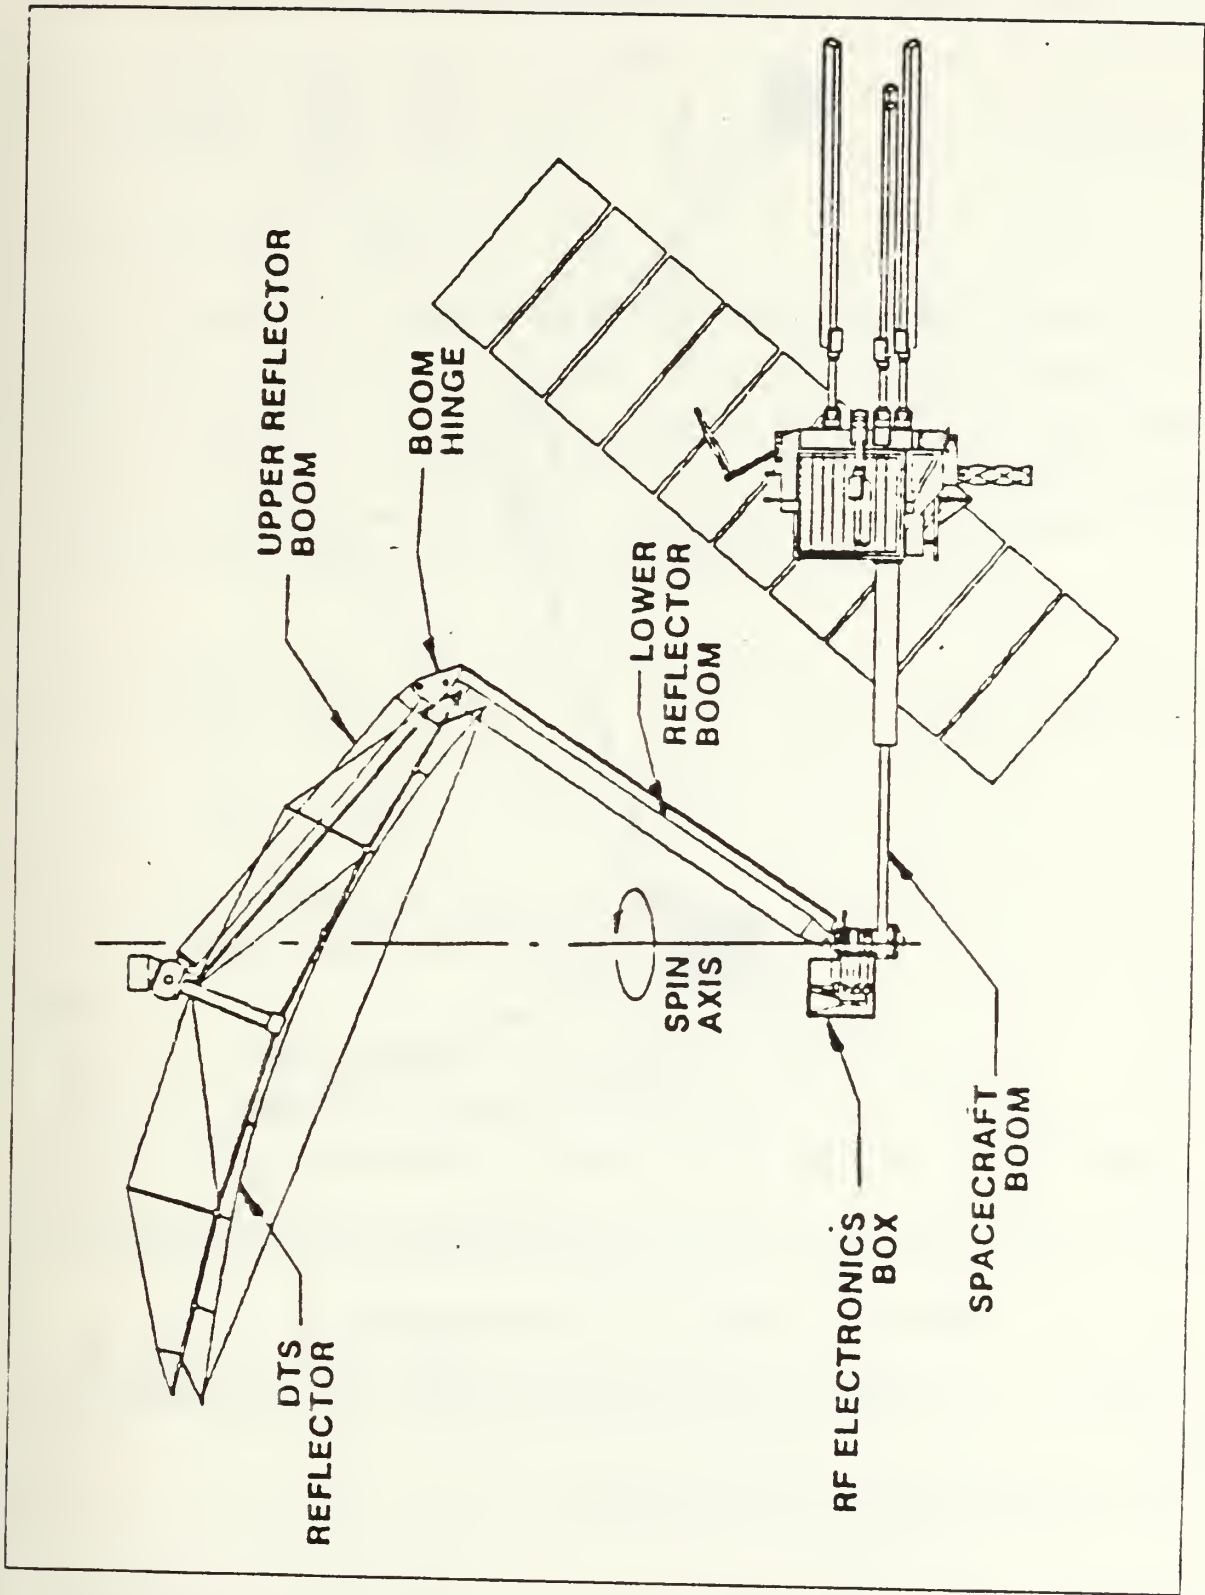 UPPER REFLECTOR
BOOM
BOOM
HINGE
LOWER
REFLECTOR
BOOM
SPIN
AXIS
DTS
REFLECTOR
RF ELECTRONICS
BOX
SPACECRAFT
BOOM